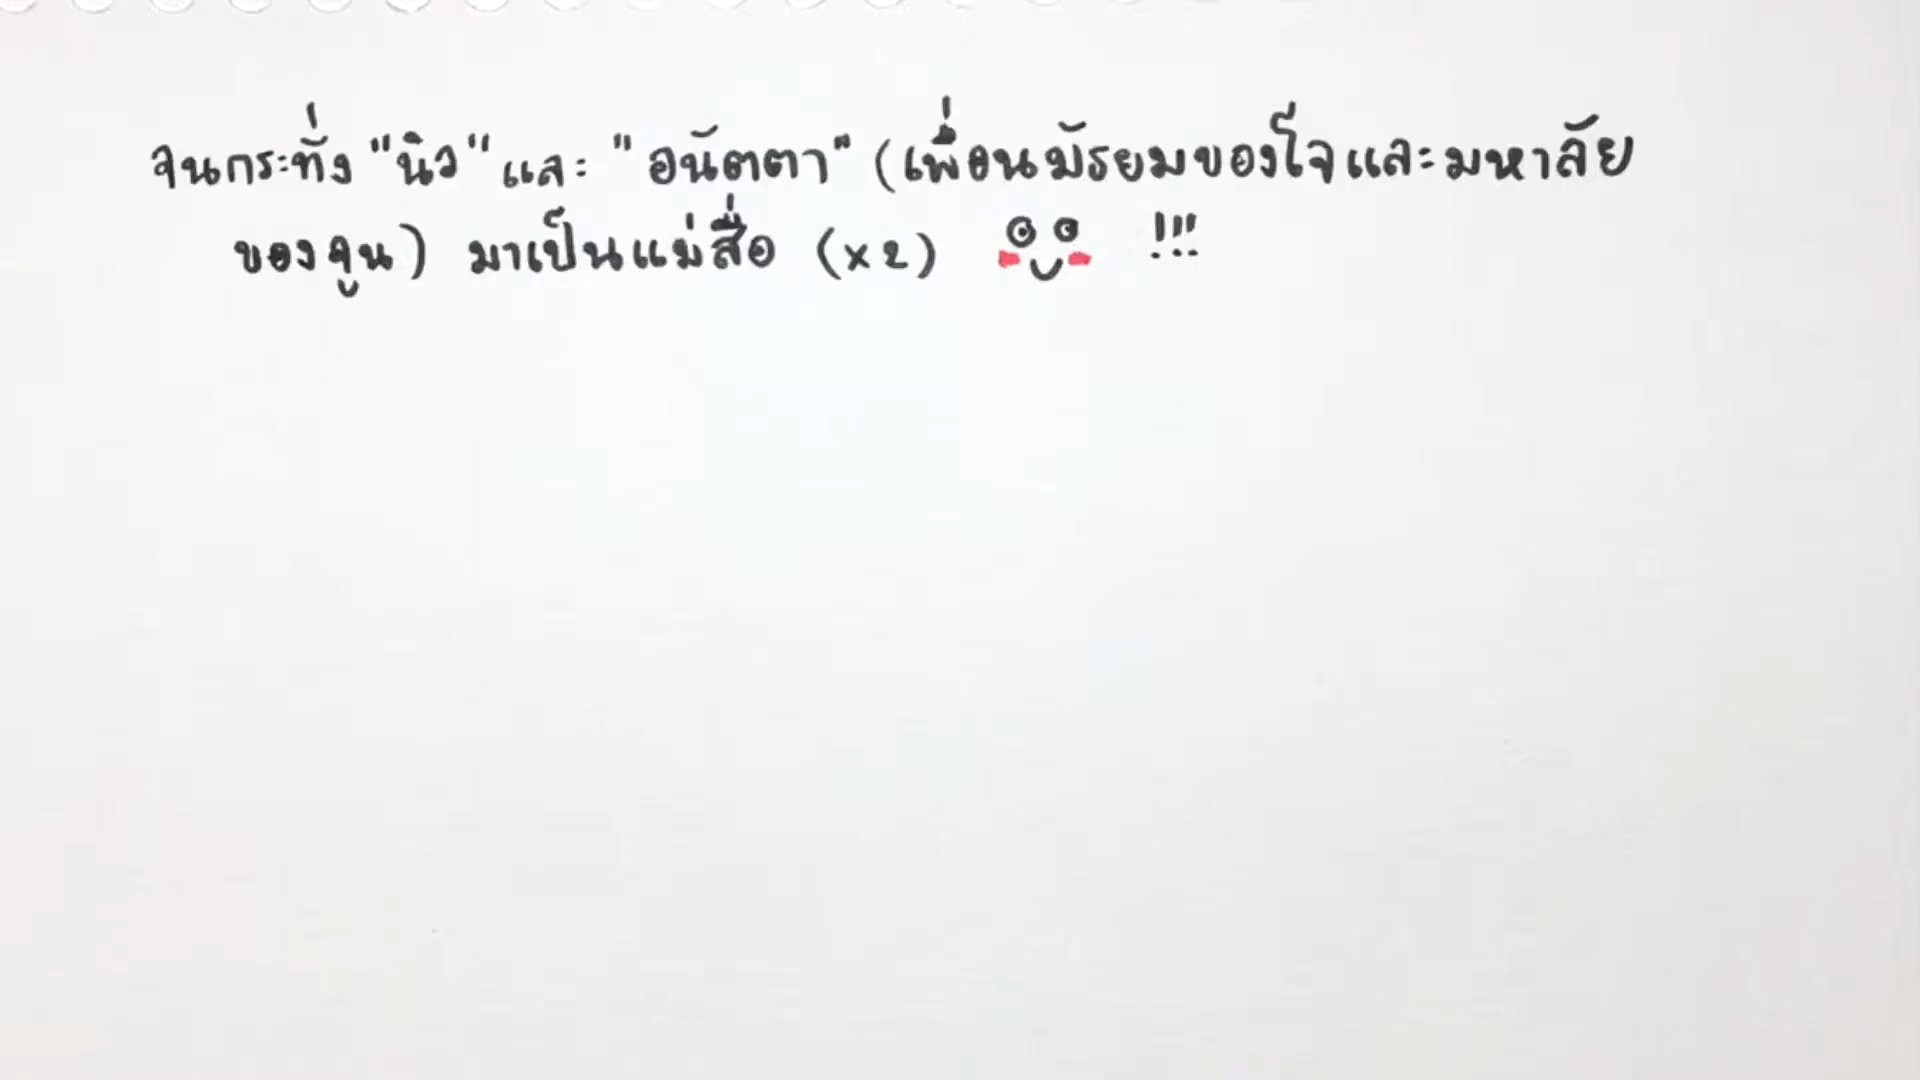 จนกระทั่ง "นิว" และ "อนัตตา" (เพื่อนมัธยมของโจและมหาลัย
ของจูน) มาเป็นแม่สื่อ (x2) !!!